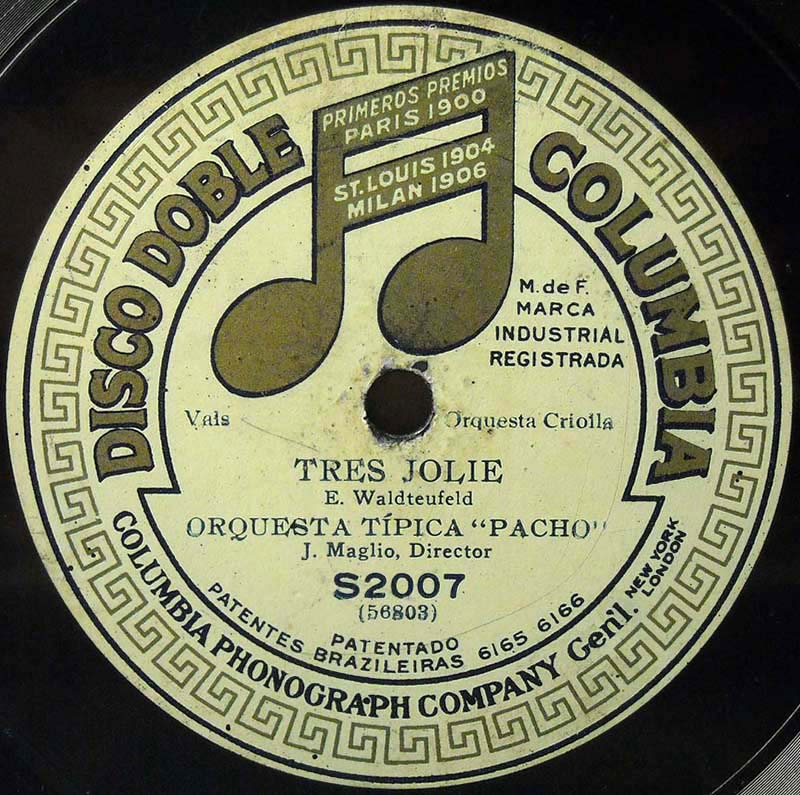 DISCO DOBLE COLUMBIA
PRIMEROS PREMIOS
PARIS 1900
ST. LOUIS 1904
MILAN 1906
M. de F.
MARCA
INDUSTRIAL
REGISTRADA
Vals
Orquesta Criolla
TRES JOLIE
E. Waldteufeld
ORQUESTA TÍPICA "PACHO"
J. Maglio, Director
S2007
(56803)
PATENTADO
PATENTES BRAZILEIRAS 6165 6166
COLUMBIA PHONOGRAPH COMPANY Gen'l. NEW YORK
LONDON